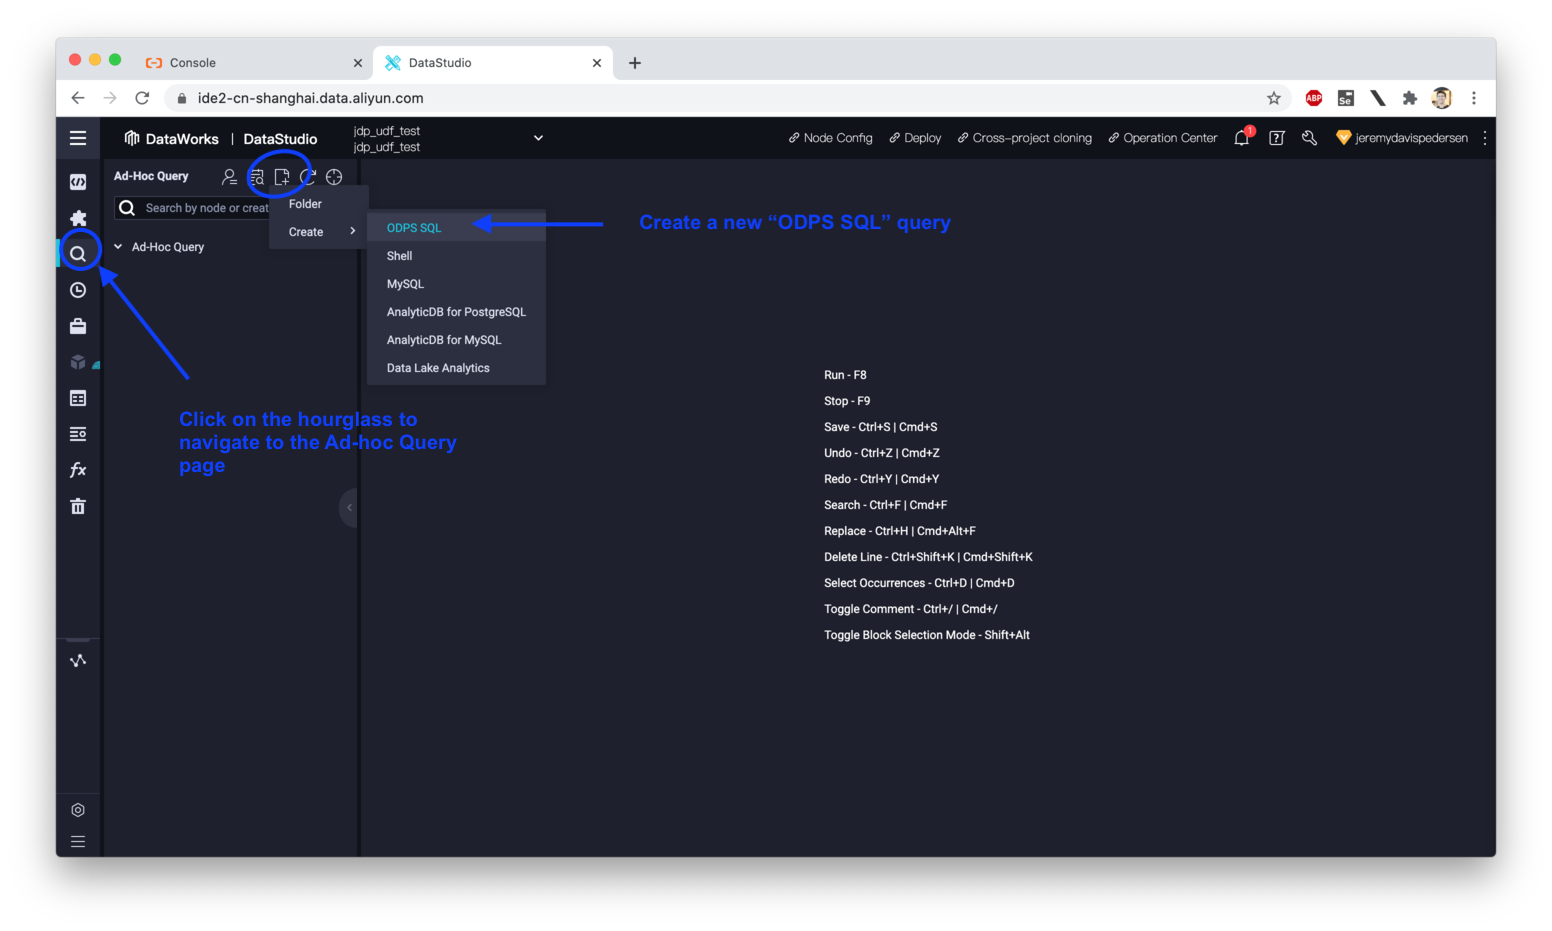 Console
DataStudio
ide2-cn-shanghai.data.aliyun.com
ABP
Se
DataWorks | DataStudio
jdp_udf_test
jdp_udf_test
Node Config
Deploy
Cross-project cloning
Operation Center
1
jeremydavispedersen
Ad-Hoc Query
Search by node or creat
Ad-Hoc Query
Folder
Create
ODPS SQL
Shell
MySQL
AnalyticDB for PostgreSQL
AnalyticDB for MySQL
Data Lake Analytics
Create a new “ODPS SQL” query
Click on the hourglass to
navigate to the Ad-hoc Query
page
fx
Run - F8
Stop - F9
Save - Ctrl+S | Cmd+S
Undo - Ctrl+Z | Cmd+Z
Redo - Ctrl+Y | Cmd+Y
Search - Ctrl+F | Cmd+F
Replace - Ctrl+H | Cmd+Alt+F
Delete Line - Ctrl+Shift+K | Cmd+Shift+K
Select Occurrences - Ctrl+D | Cmd+D
Toggle Comment - Ctrl+/ | Cmd+/
Toggle Block Selection Mode - Shift+Alt